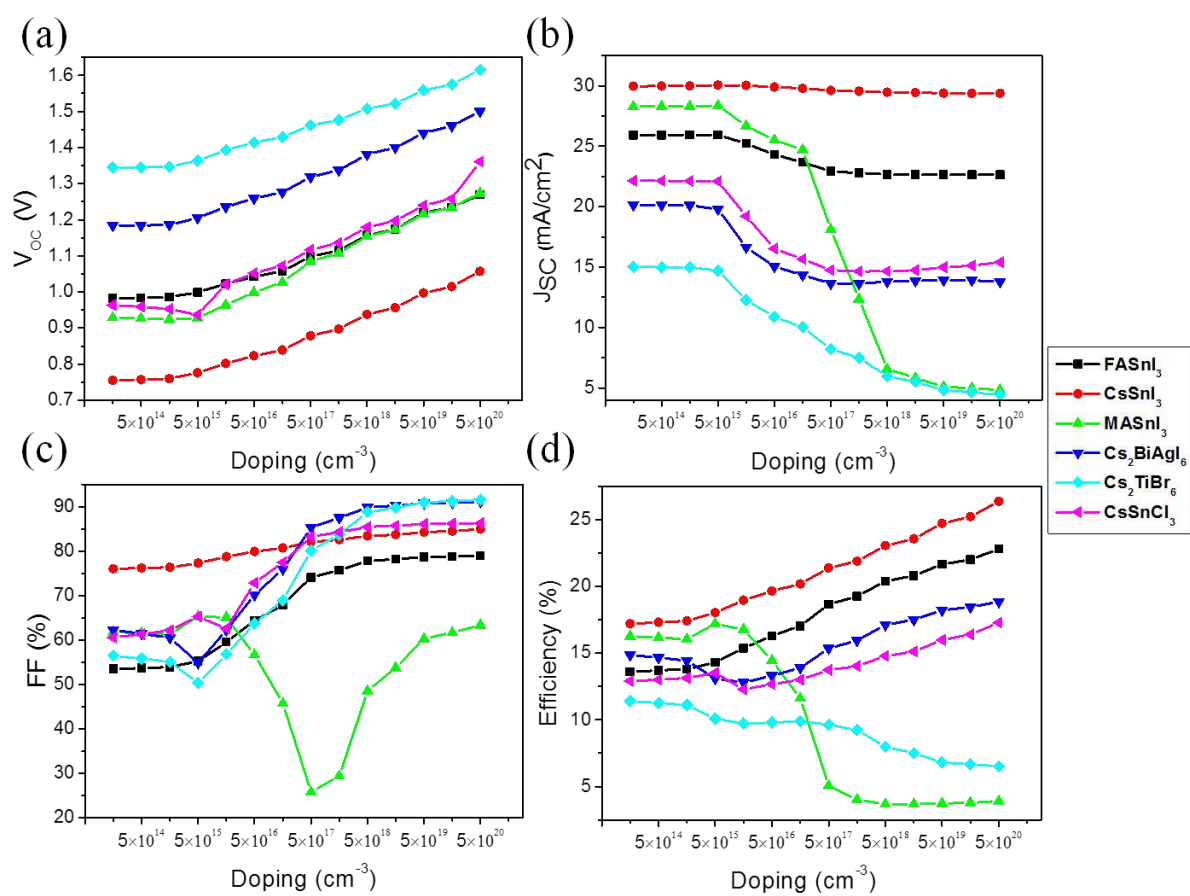 (a)
V_OC (V)
1.6
1.5
1.4
1.3
1.2
1.1
1.0
0.9
0.8
0.7
5×10^14 5×10^15 5×10^16 5×10^17 5×10^18 5×10^19 5×10^20
Doping (cm^-3)
(b)
J_SC (mA/cm^2)
30
25
20
15
10
5
5×10^14 5×10^15 5×10^16 5×10^17 5×10^18 5×10^19 5×10^20
Doping (cm^-3)
FASnI_3
CsSnI_3
MASnI_3
Cs_2BiAgI_6
Cs_2TiBr_6
CsSnCl_3
(c)
FF (%)
90
80
70
60
50
40
30
20
5×10^14 5×10^15 5×10^16 5×10^17 5×10^18 5×10^19 5×10^20
Doping (cm^-3)
(d)
Efficiency (%)
25
20
15
10
5
5×10^14 5×10^15 5×10^16 5×10^17 5×10^18 5×10^19 5×10^20
Doping (cm^-3)